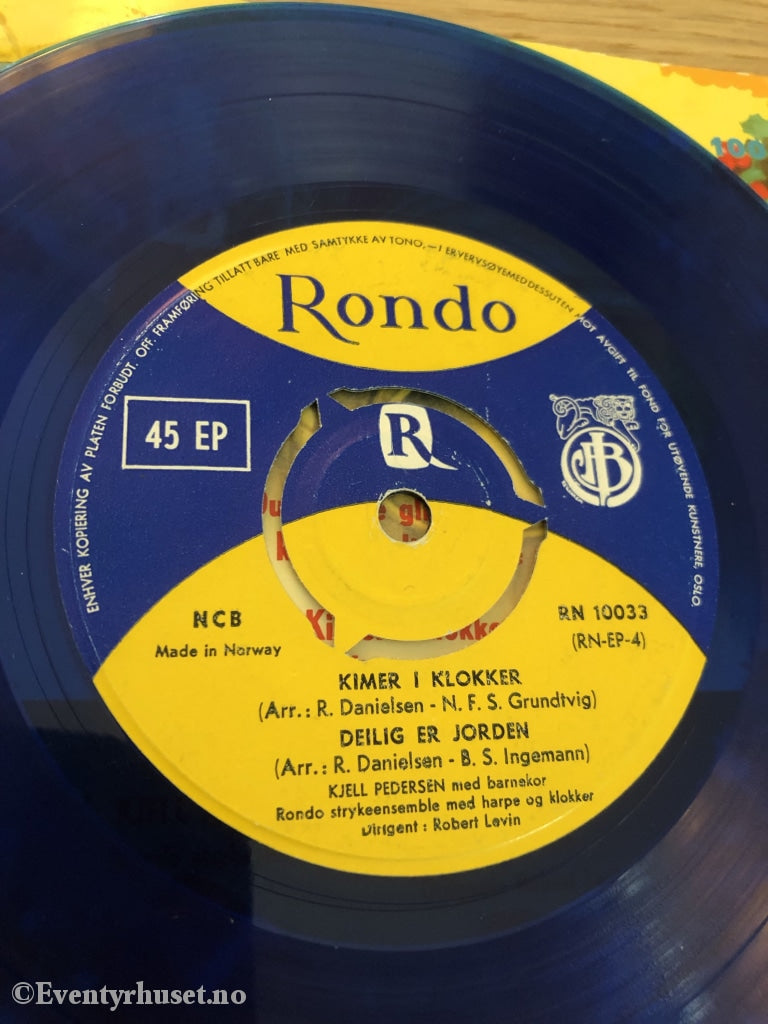 ENHVER KOPIERING AV PLATEN FORBUDT. OFF. FRAMFØRING TILLATT BARE MED SAMTYKKE AV TONO.—I ERVERVSØYEMED DESSUTEN MOT AVGIFT TIL FOND FOR UTØVENDE KUNSTNERE, OSLO.
Rondo
45 EP
R
JB
NCB
Made in Norway
RN 10033
(RN-EP-4)
KIMER I KLOKKER
(Arr.: R. Danielsen - N. F. S. Grundtvig)
DEILIG ER JORDEN
(Arr.: R. Danielsen - B. S. Ingemann)
KJELL PEDERSEN med barnekor
Rondo strykeensemble med harpe og klokker
Dirigent: Robert Levin
100
©Eventyrhuset.no